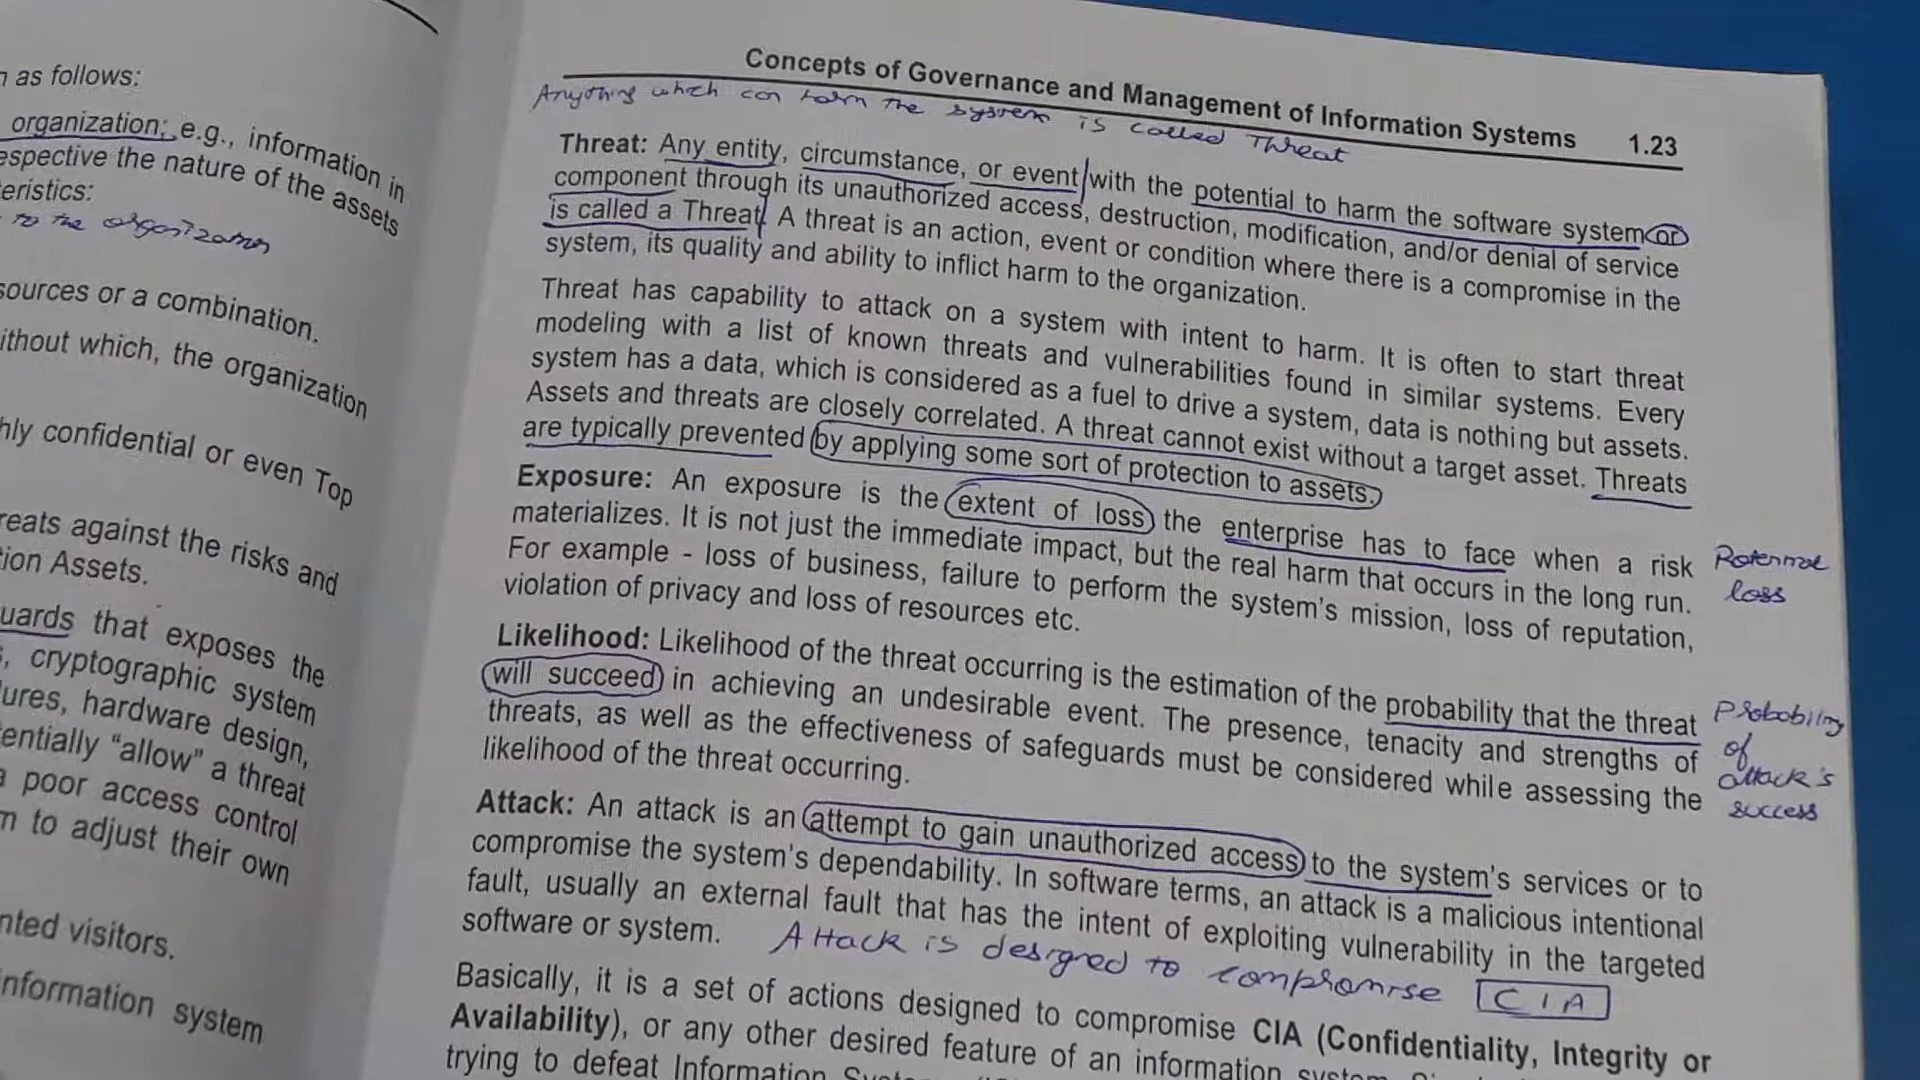 as follows:
organization; e.g., information in
espective the nature of the assets
eristics:
to the organization
sources or a combination.
ithout which, the organization
hly confidential or even Top
reats against the risks and
tion Assets.
uards that exposes the
, cryptographic system
ures, hardware design,
entially “allow” a threat
a poor access control
m to adjust their own
nted visitors.
nformation system
Concepts of Governance and Management of Information Systems 1.23
Anything which can harm the system is called Threat
Threat: Any entity, circumstance, or event with the potential to harm the software system or
component through its unauthorized access, destruction, modification, and/or denial of service
is called a Threat. A threat is an action, event or condition where there is a compromise in the
system, its quality and ability to inflict harm to the organization.
Threat has capability to attack on a system with intent to harm. It is often to start threat
modeling with a list of known threats and vulnerabilities found in similar systems. Every
system has a data, which is considered as a fuel to drive a system, data is nothing but assets.
Assets and threats are closely correlated. A threat cannot exist without a target asset. Threats
are typically prevented by applying some sort of protection to assets.
Exposure: An exposure is the extent of loss the enterprise has to face when a risk
materializes. It is not just the immediate impact, but the real harm that occurs in the long run.
For example - loss of business, failure to perform the system's mission, loss of reputation,
violation of privacy and loss of resources etc.
Potential
loss
Likelihood: Likelihood of the threat occurring is the estimation of the probability that the threat
will succeed in achieving an undesirable event. The presence, tenacity and strengths of
threats, as well as the effectiveness of safeguards must be considered while assessing the
likelihood of the threat occurring.
Probability
of
attack's
success
Attack: An attack is an attempt to gain unauthorized access to the system's services or to
compromise the system's dependability. In software terms, an attack is a malicious intentional
fault, usually an external fault that has the intent of exploiting vulnerability in the targeted
software or system.
Attack is designed to compromise CIA
Basically, it is a set of actions designed to compromise CIA (Confidentiality, Integrity or
Availability), or any other desired feature of an information system.
trying to defeat Information